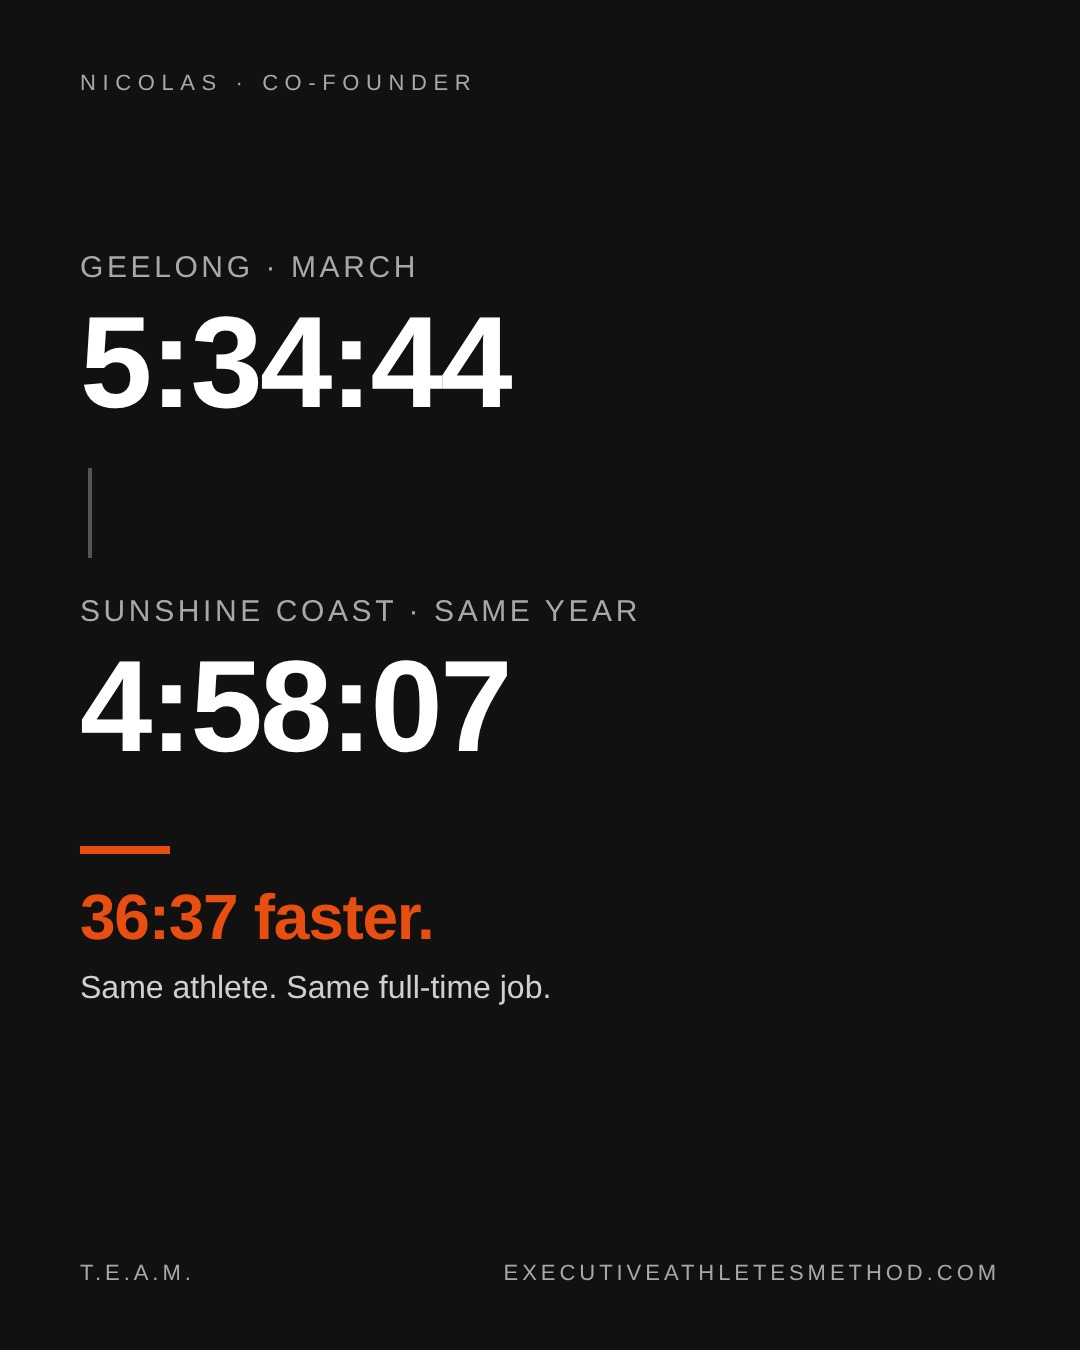 NICOLAS · CO-FOUNDER
GEELONG · MARCH
5:34:44
SUNSHINE COAST · SAME YEAR
4:58:07
36:37 faster.
Same athlete. Same full-time job.
T.E.A.M.
EXECUTIVEATHLETESMETHOD.COM